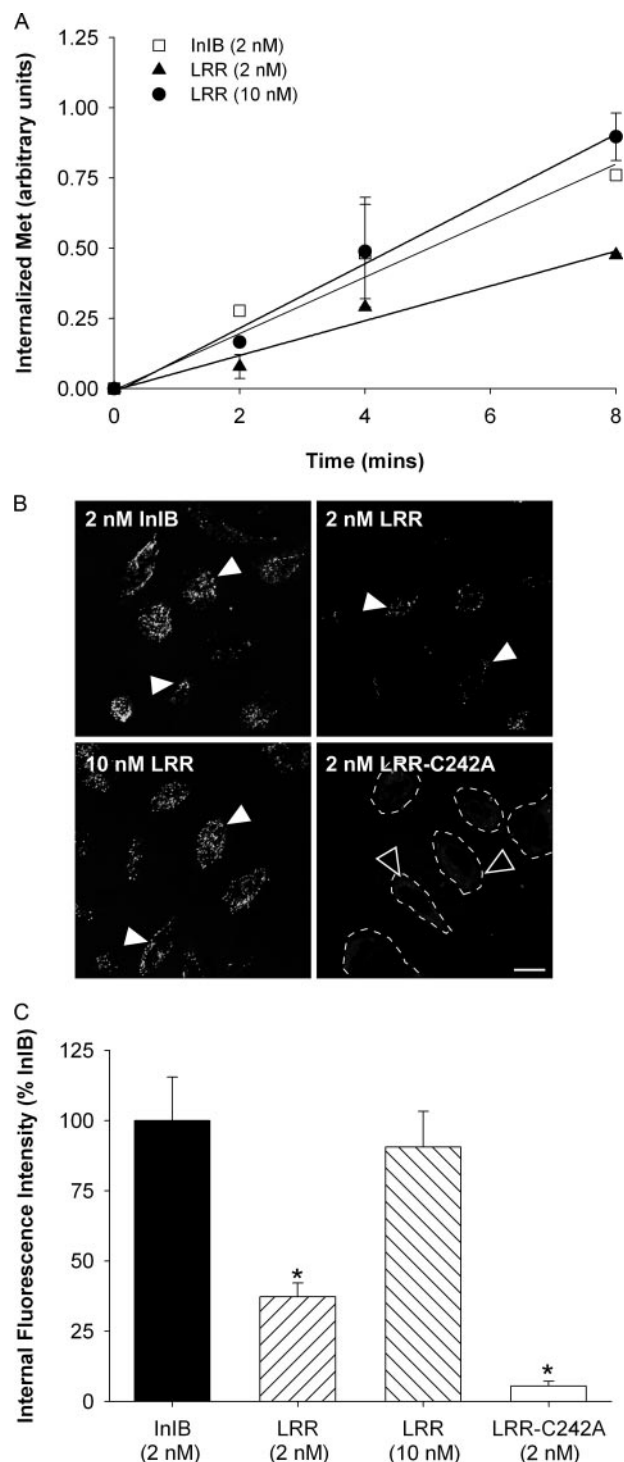 A
Internalized Met (arbitrary units)
1.25
1.00
0.75
0.50
0.25
0.00
InlB (2 nM)
LRR (2 nM)
LRR (10 nM)
0
2
4
6
8
Time (mins)
B
2 nM InlB
2 nM LRR
10 nM LRR
2 nM LRR-C242A
C
Internal Fluorescence Intensity (% InlB)
125
100
75
50
25
0
*
*
InlB
(2 nM)
LRR
(2 nM)
LRR
(10 nM)
LRR-C242A
(2 nM)